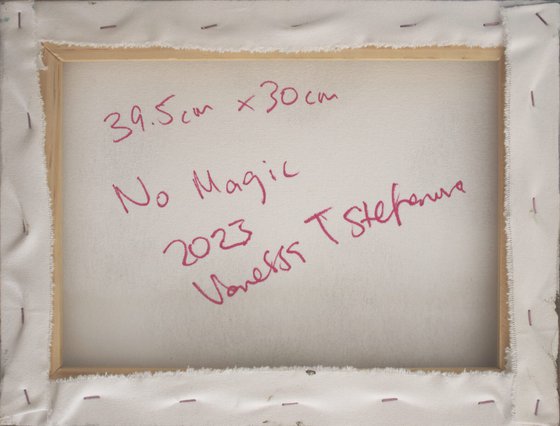 39.5cm x 30cm
No Magic
2023
Vanessa T Stefanova